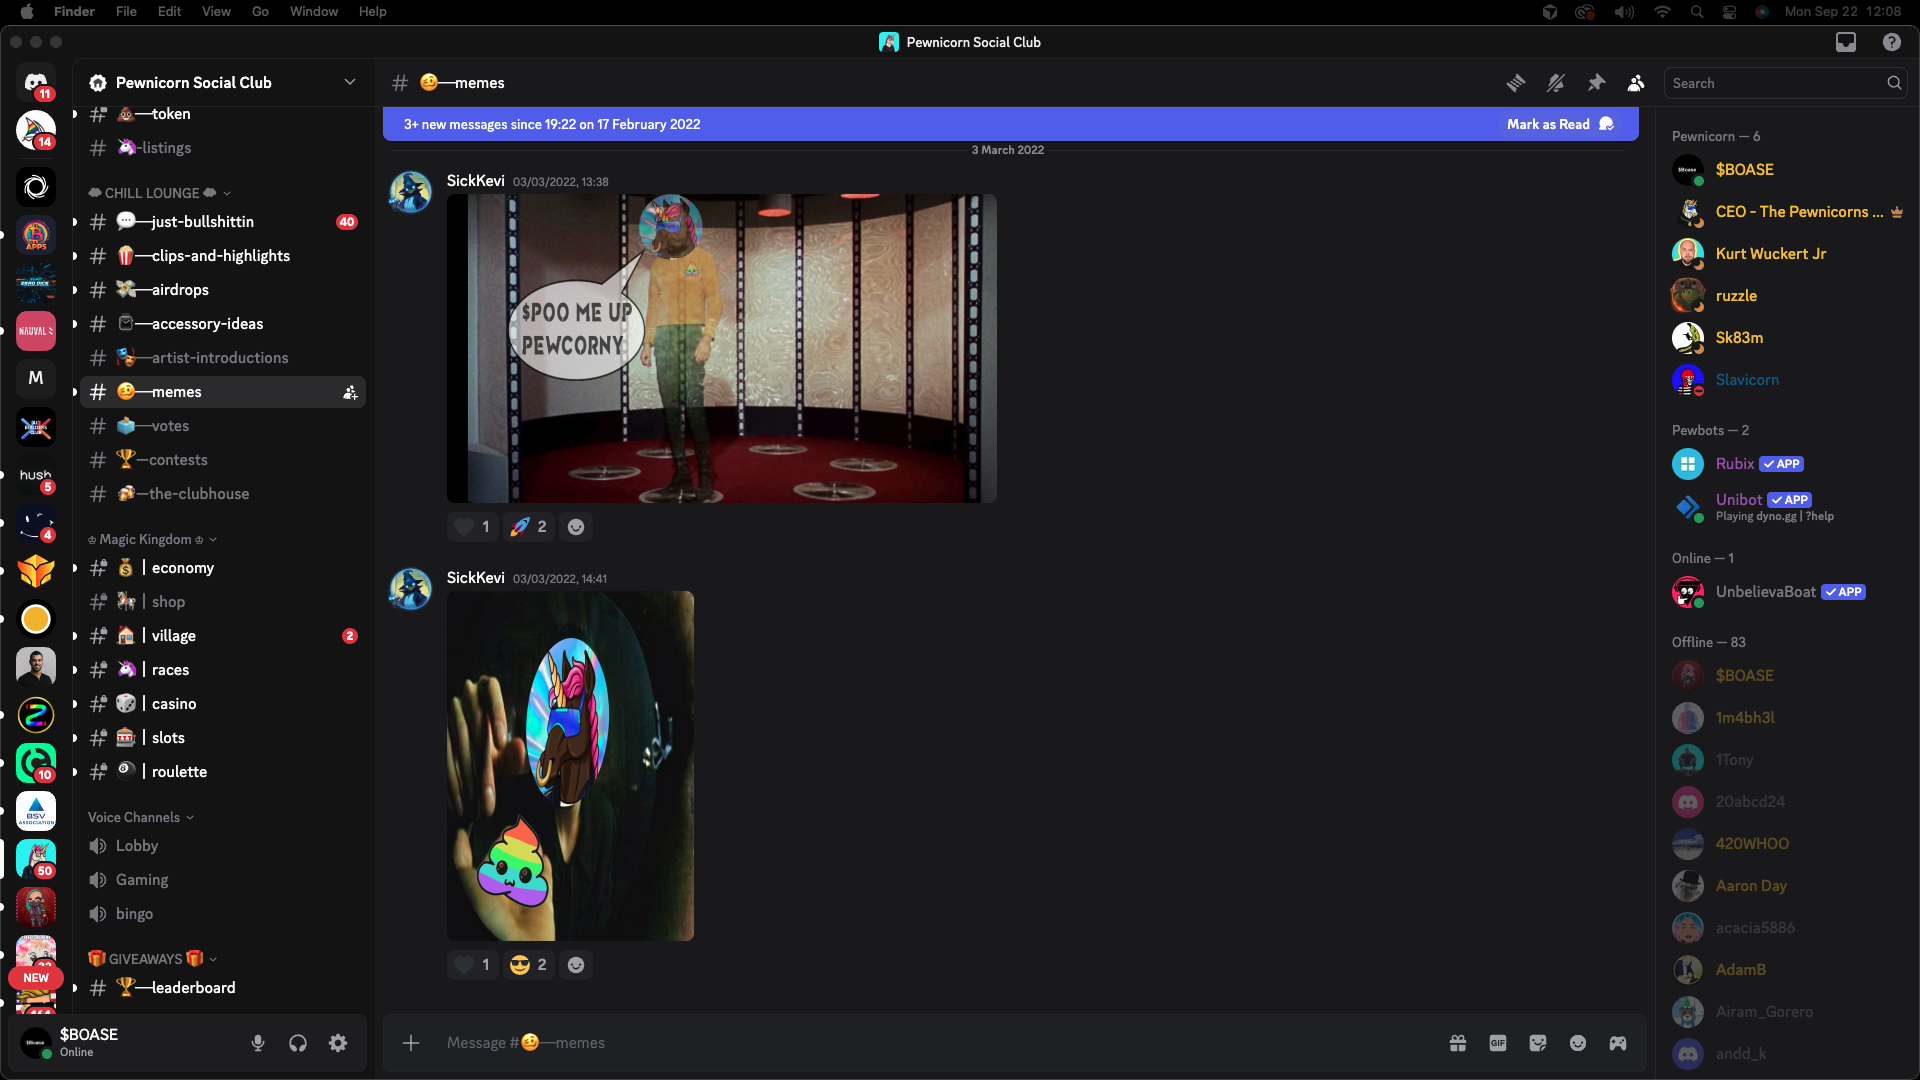 Finder File Edit View Go Window Help
Mon Sep 22 12:08
Pewnicorn Social Club
11
14
APPS
ZERO DICE
NAUVAL
M
hush
5
4
10
BSV
ASSOCIATION
50
NEW
Pewnicorn Social Club
token
-listings
CHILL LOUNGE
just-bullshittin 40
clips-and-highlights
airdrops
accessory-ideas
artist-introductions
memes
votes
contests
the-clubhouse
Magic Kingdom
| economy
| shop
| village 2
| races
| casino
| slots
| roulette
Voice Channels
Lobby
Gaming
bingo
GIVEAWAYS
leaderboard
$BOASE
Online
# memes
Search
3+ new messages since 19:22 on 17 February 2022
Mark as Read
3 March 2022
SickKevi 03/03/2022, 13:38
$POO ME UP
PEWCORNY
1 2
SickKevi 03/03/2022, 14:41
1 2
Message # memes
GIF
Pewnicorn — 6
$BOASE
CEO - The Pewnicorns ...
Kurt Wuckert Jr
ruzzle
Sk83m
Slavicorn
Pewbots — 2
Rubix APP
Unibot APP
Playing dyno.gg | ?help
Online — 1
UnbelievaBoat APP
Offline — 83
$BOASE
1m4bh3l
1Tony
20abcd24
420WHOO
Aaron Day
acacia5886
AdamB
Airam_Gorero
andd_k